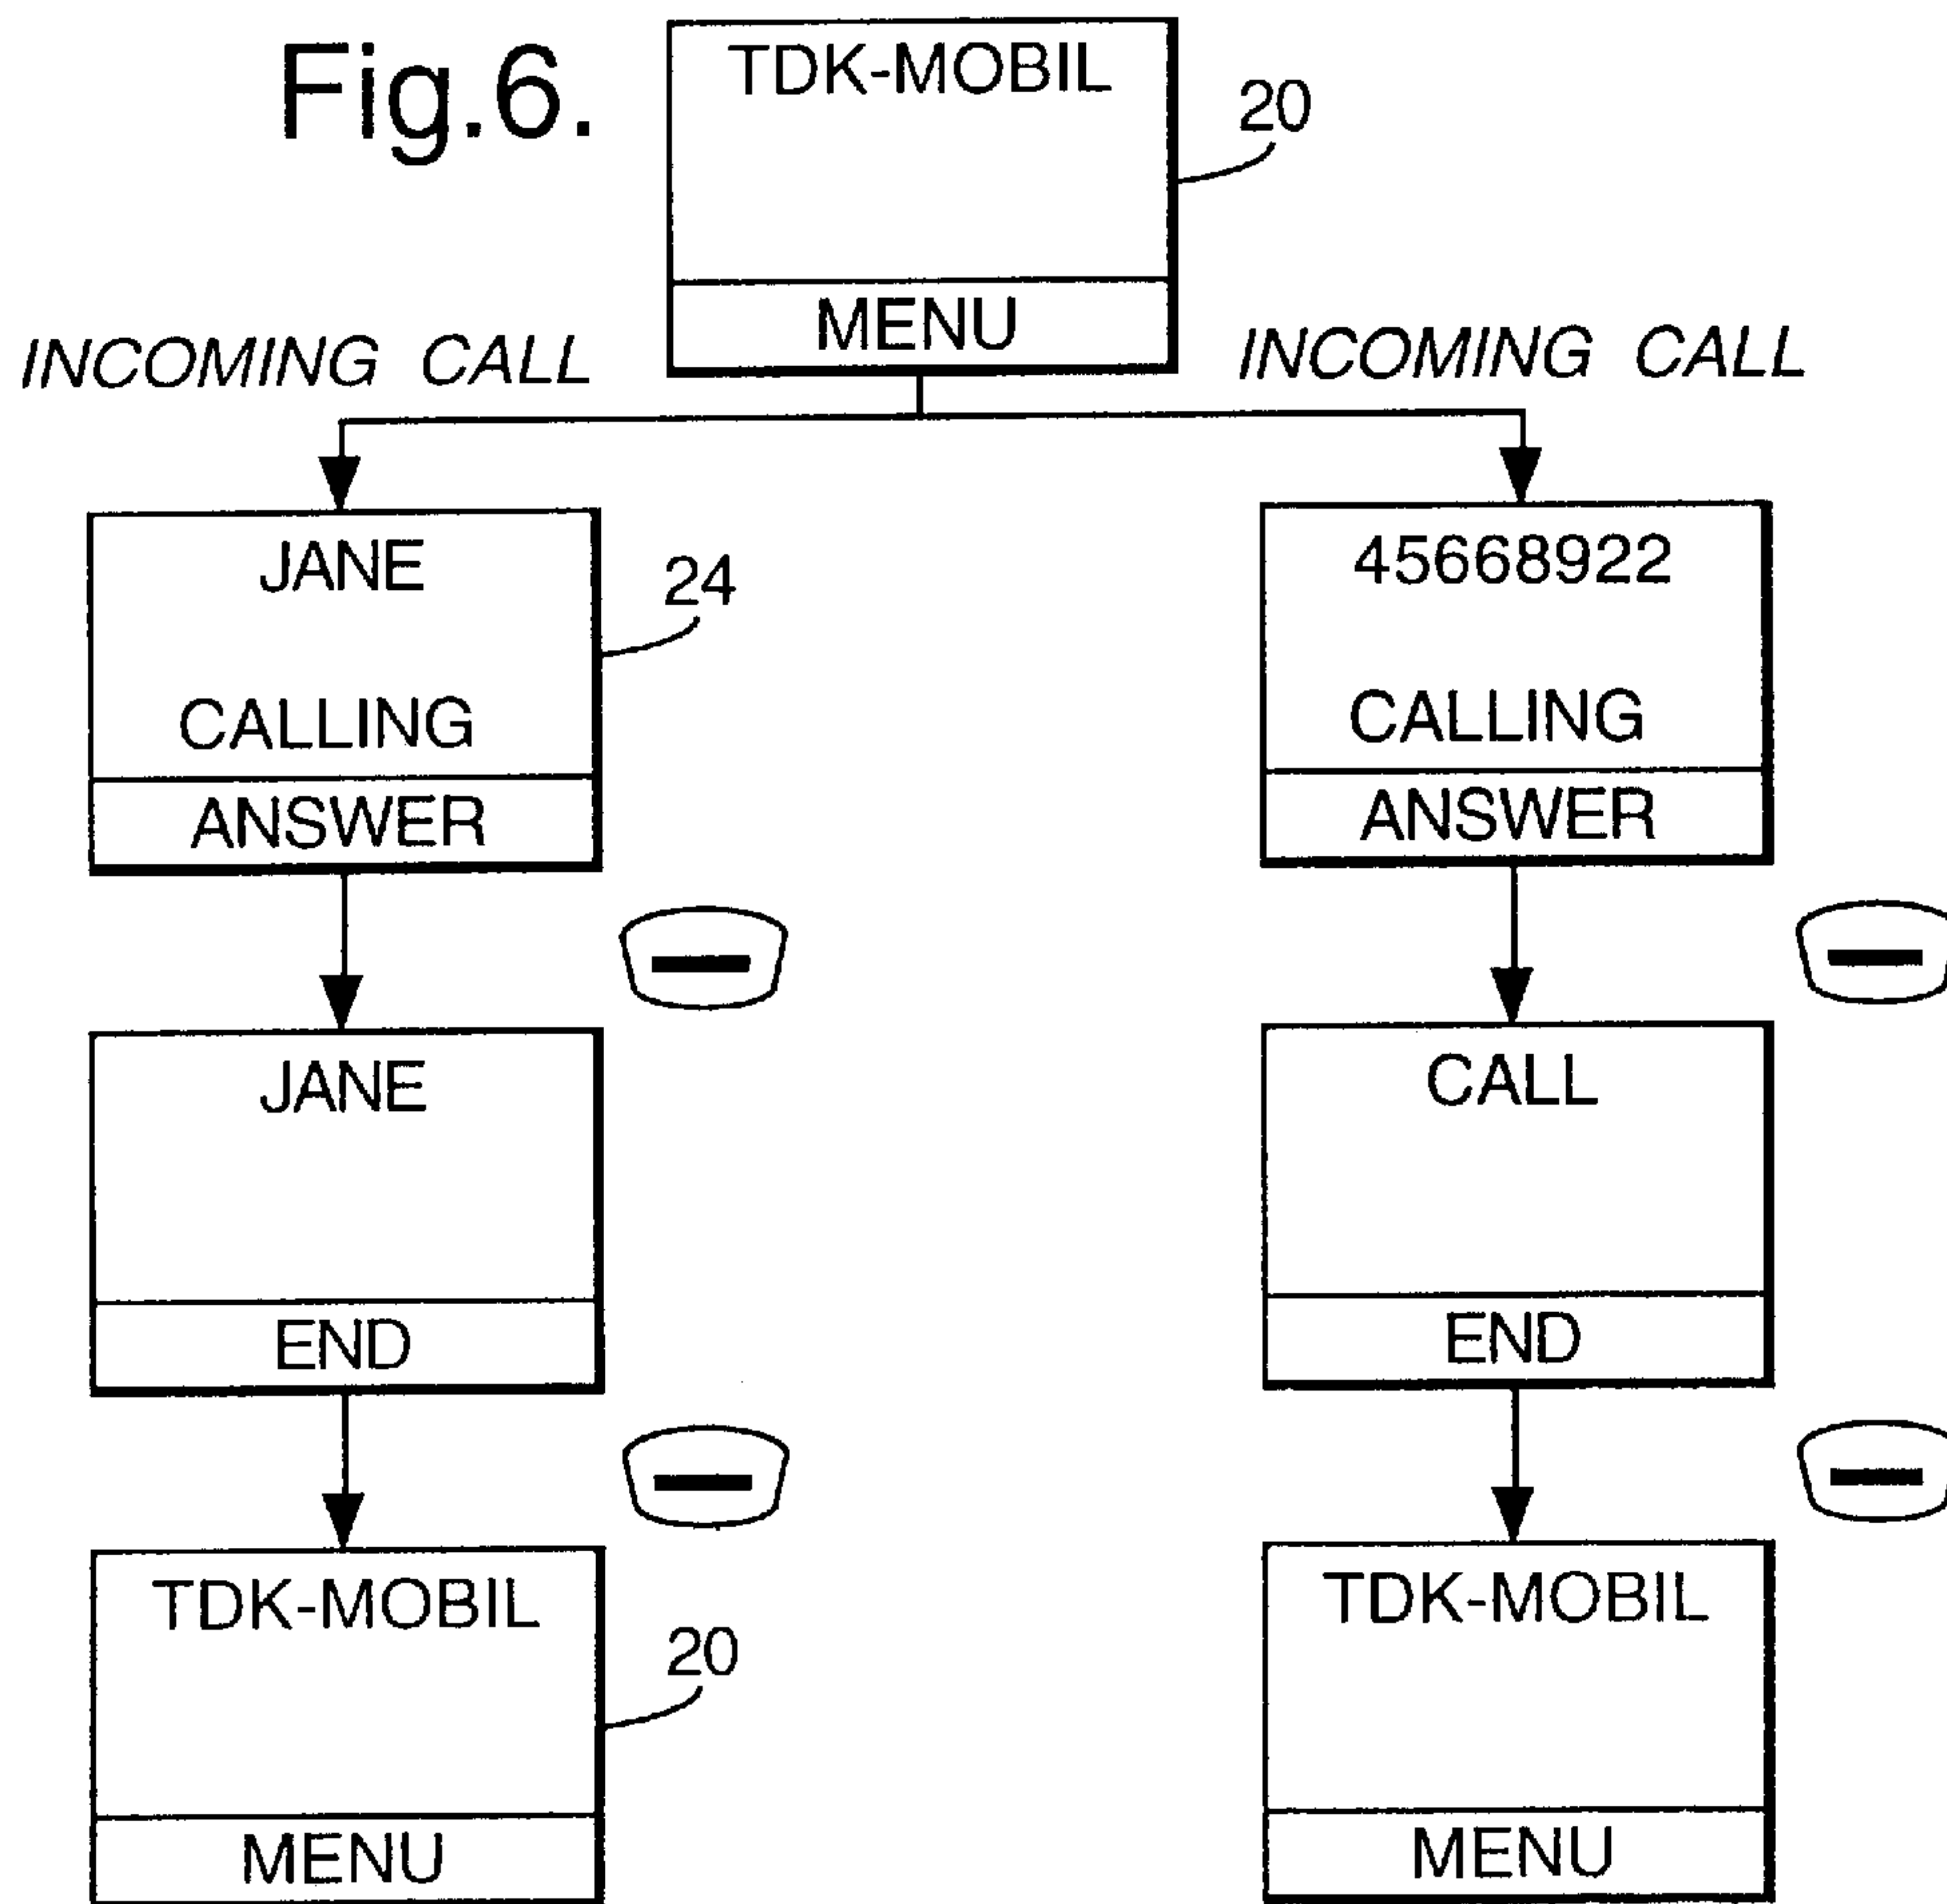 Fig.6.
TDK-MOBIL
20
MENU
INCOMING CALL
INCOMING CALL
JANE
24
CALLING
ANSWER
45668922
CALLING
ANSWER
JANE
END
CALL
END
TDK-MOBIL
20
MENU
TDK-MOBIL
MENU